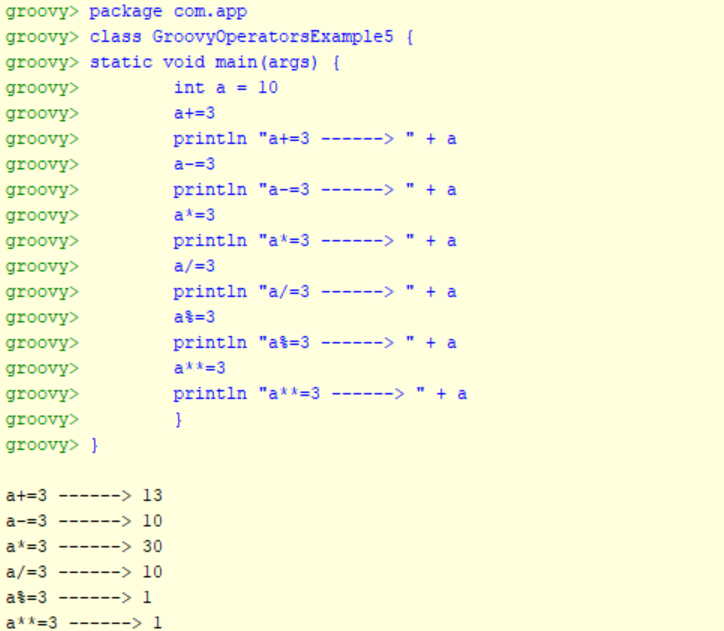 groovy> package com.app
groovy> class GroovyOperatorsExample5 {
groovy> static void main(args) {
groovy>         int a = 10
groovy>         a+=3
groovy>         println "a+=3 ------> " + a
groovy>         a-=3
groovy>         println "a-=3 ------> " + a
groovy>         a*=3
groovy>         println "a*=3 ------> " + a
groovy>         a/=3
groovy>         println "a/=3 ------> " + a
groovy>         a%=3
groovy>         println "a%=3 ------> " + a
groovy>         a**=3
groovy>         println "a**=3 ------> " + a
groovy>         }
groovy> }

a+=3 ------> 13
a-=3 ------> 10
a*=3 ------> 30
a/=3 ------> 10
a%=3 ------> 1
a**=3 ------> 1